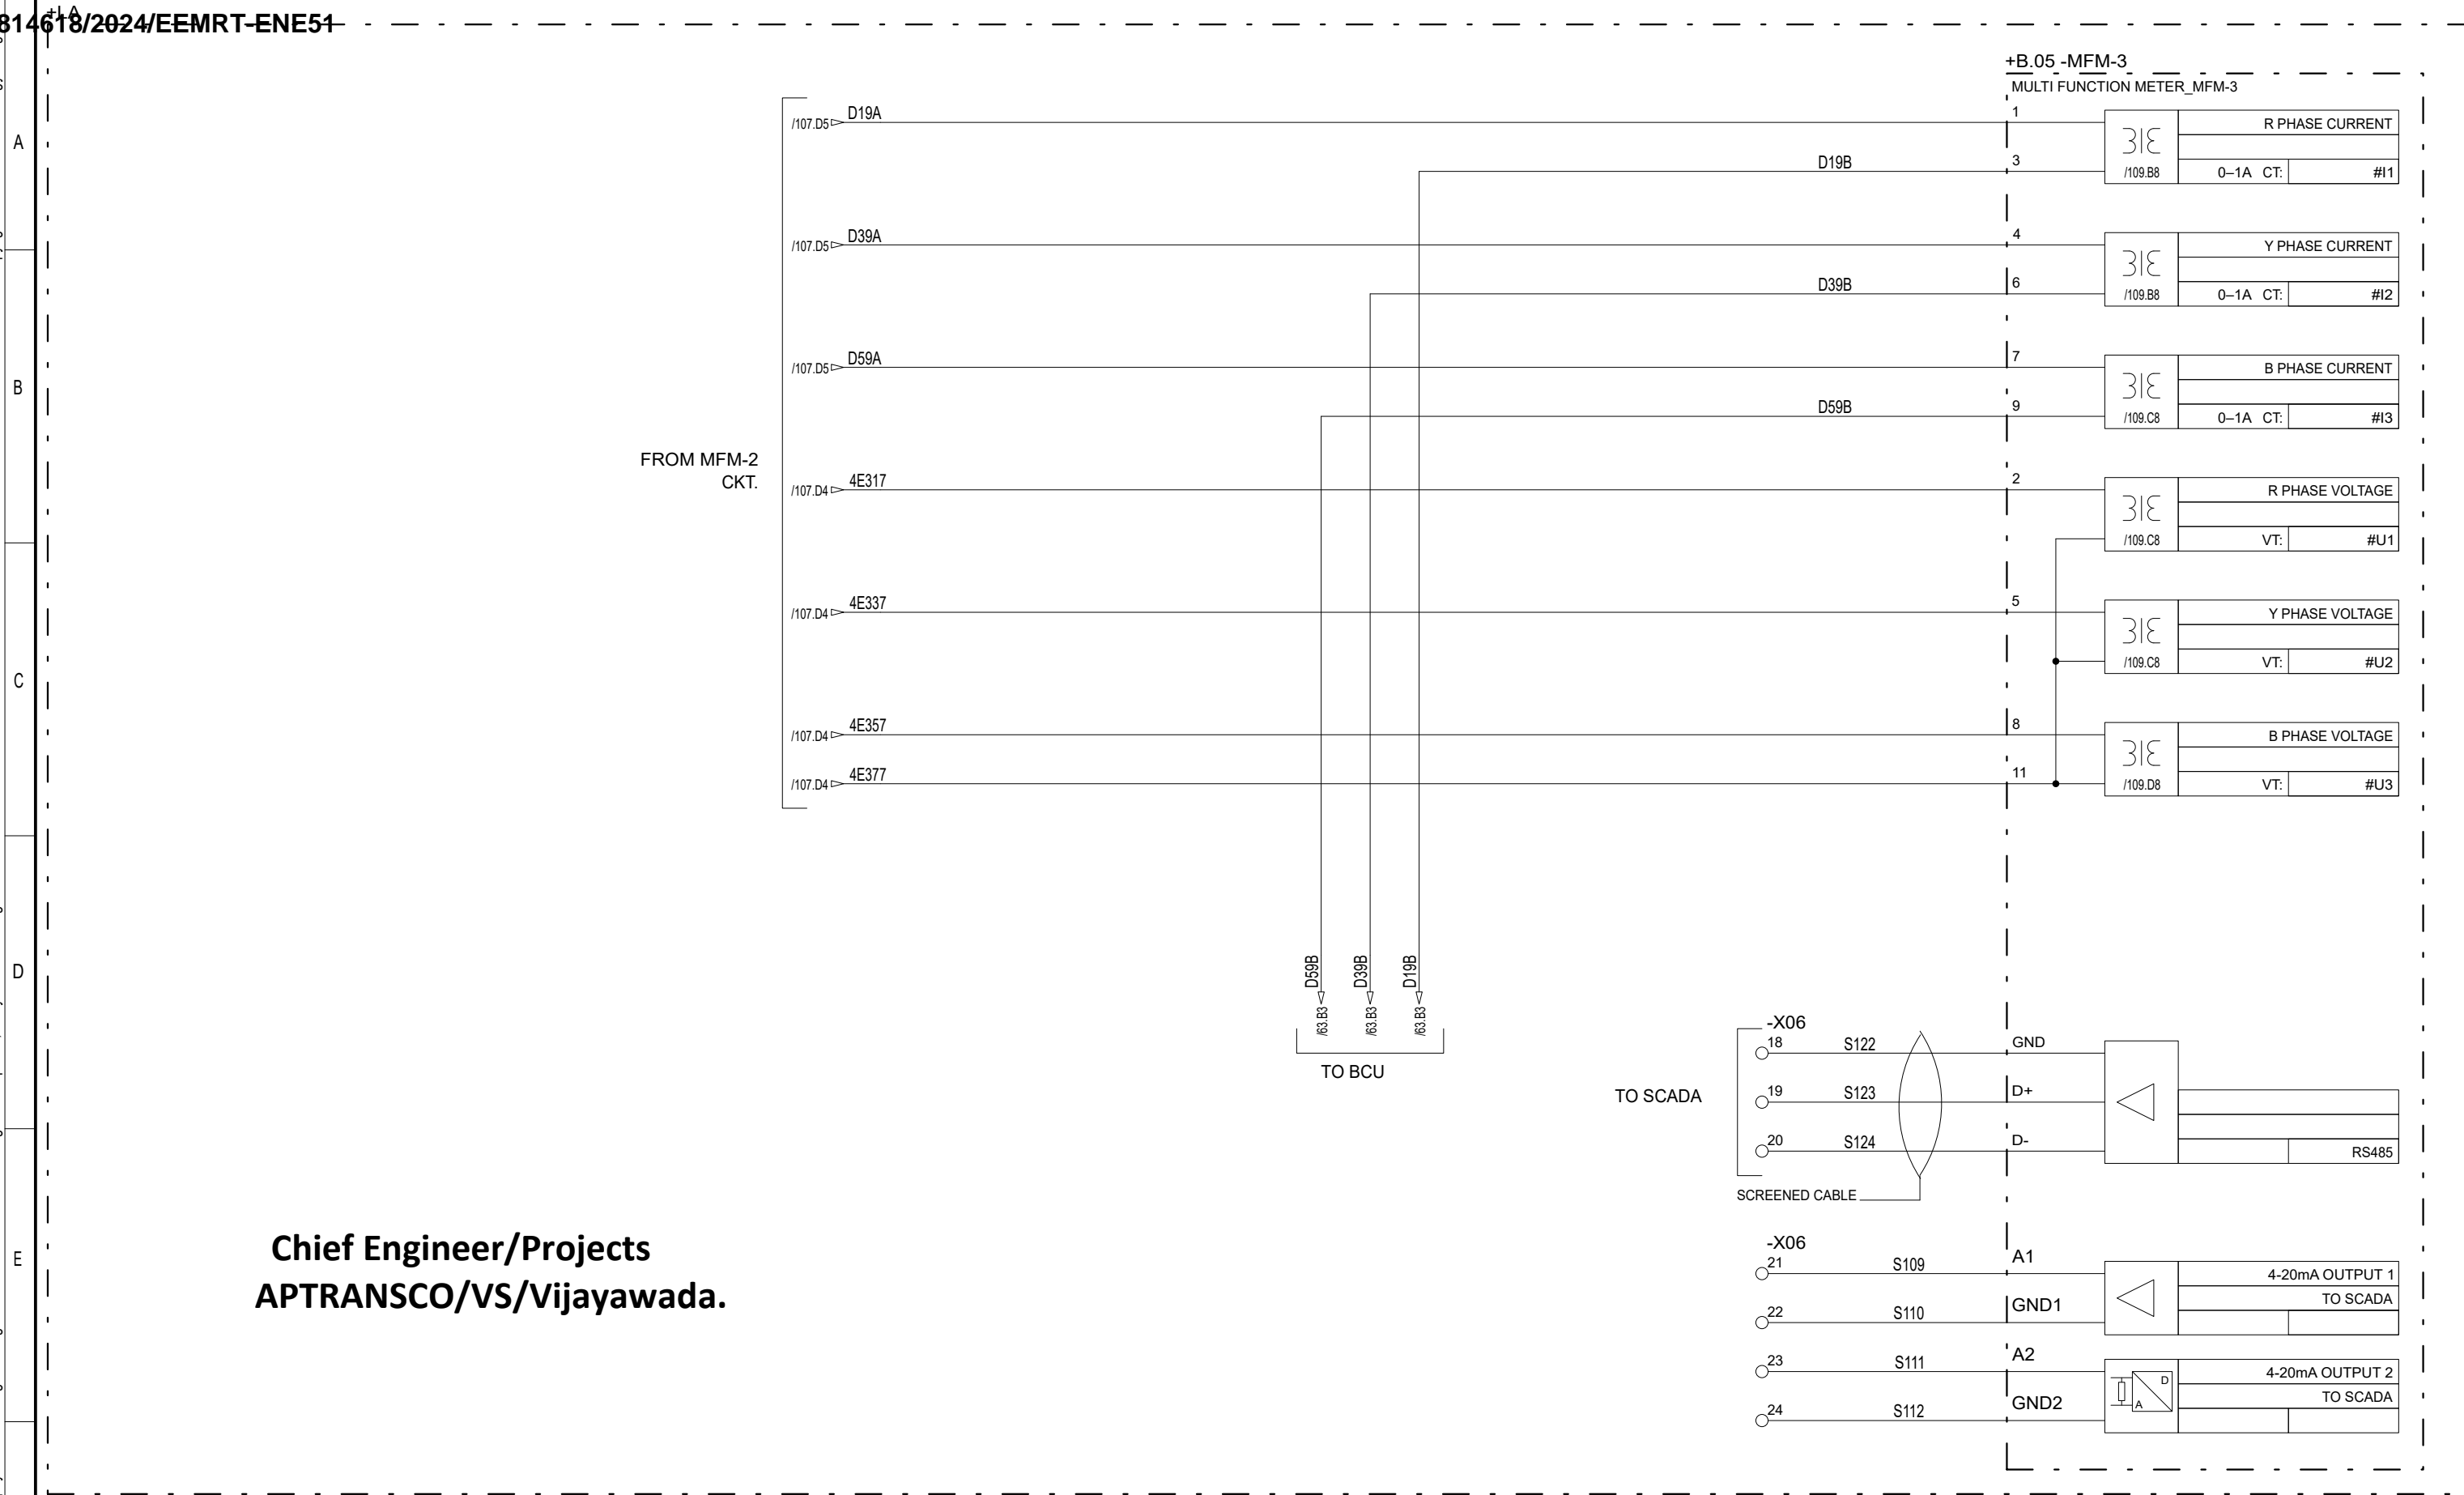 +LA
814618/2024/EEMRT-ENE51
+B.05 -MFM-3
MULTI FUNCTION METER_MFM-3
A
B
C
D
E
FROM MFM-2
CKT.
/107.D5 D19A
1
R PHASE CURRENT
D19B
3
/109.B8 0–1A CT: #I1
/107.D5 D39A
4
Y PHASE CURRENT
D39B
6
/109.B8 0–1A CT: #I2
/107.D5 D59A
7
B PHASE CURRENT
D59B
9
/109.C8 0–1A CT: #I3
/107.D4 4E317
2
R PHASE VOLTAGE
/109.C8 VT: #U1
/107.D4 4E337
5
Y PHASE VOLTAGE
/109.C8 VT: #U2
/107.D4 4E357
8
B PHASE VOLTAGE
/107.D4 4E377
11
/109.D8 VT: #U3
D59B D39B D19B
/63.B3 /63.B3 /63.B3
TO BCU
TO SCADA
-X06
18 S122 GND
19 S123 D+
20 S124 D-
RS485
SCREENED CABLE
-X06
21 S109 A1
4-20mA OUTPUT 1
TO SCADA
22 S110 GND1
23 S111 A2
4-20mA OUTPUT 2
TO SCADA
D
A
24 S112 GND2
Chief Engineer/Projects
APTRANSCO/VS/Vijayawada.